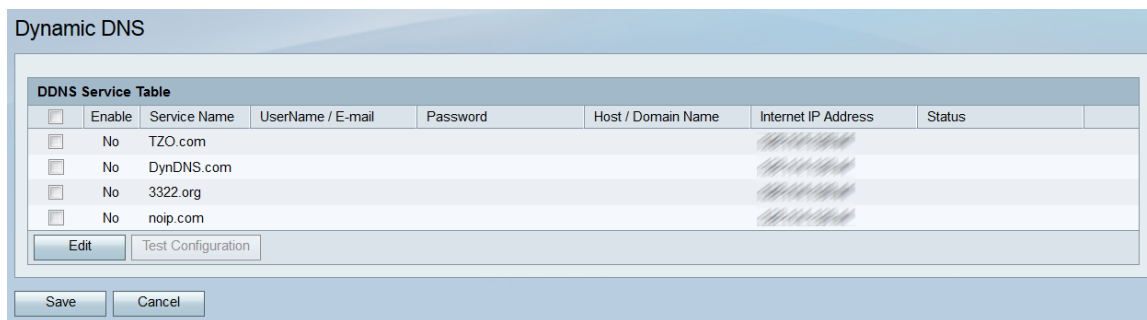 Dynamic DNS
DDNS Service Table
Enable Service Name UserName / E-mail Password Host / Domain Name Internet IP Address Status
No TZO.com
No DynDNS.com
No 3322.org
No noip.com
Edit Test Configuration
Save Cancel